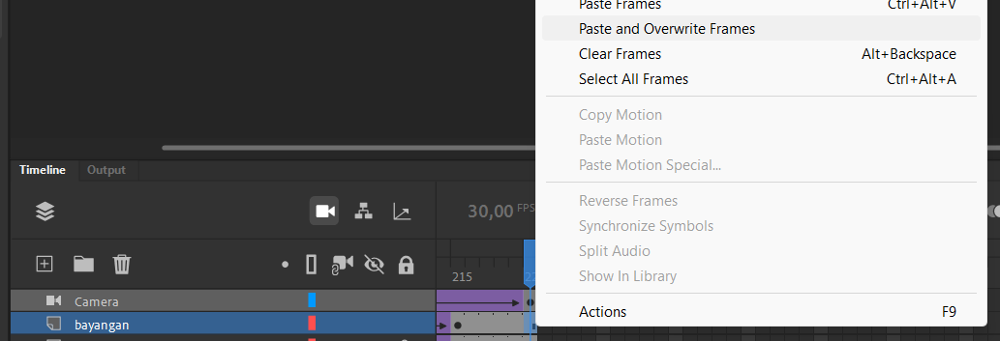 Paste Frames Ctrl+Alt+V
Paste and Overwrite Frames
Clear Frames Alt+Backspace
Select All Frames Ctrl+Alt+A
Copy Motion
Paste Motion
Paste Motion Special...
Reverse Frames
Synchronize Symbols
Split Audio
Show In Library
Actions F9
Timeline Output
30,00 FPS
215
Camera
bayangan